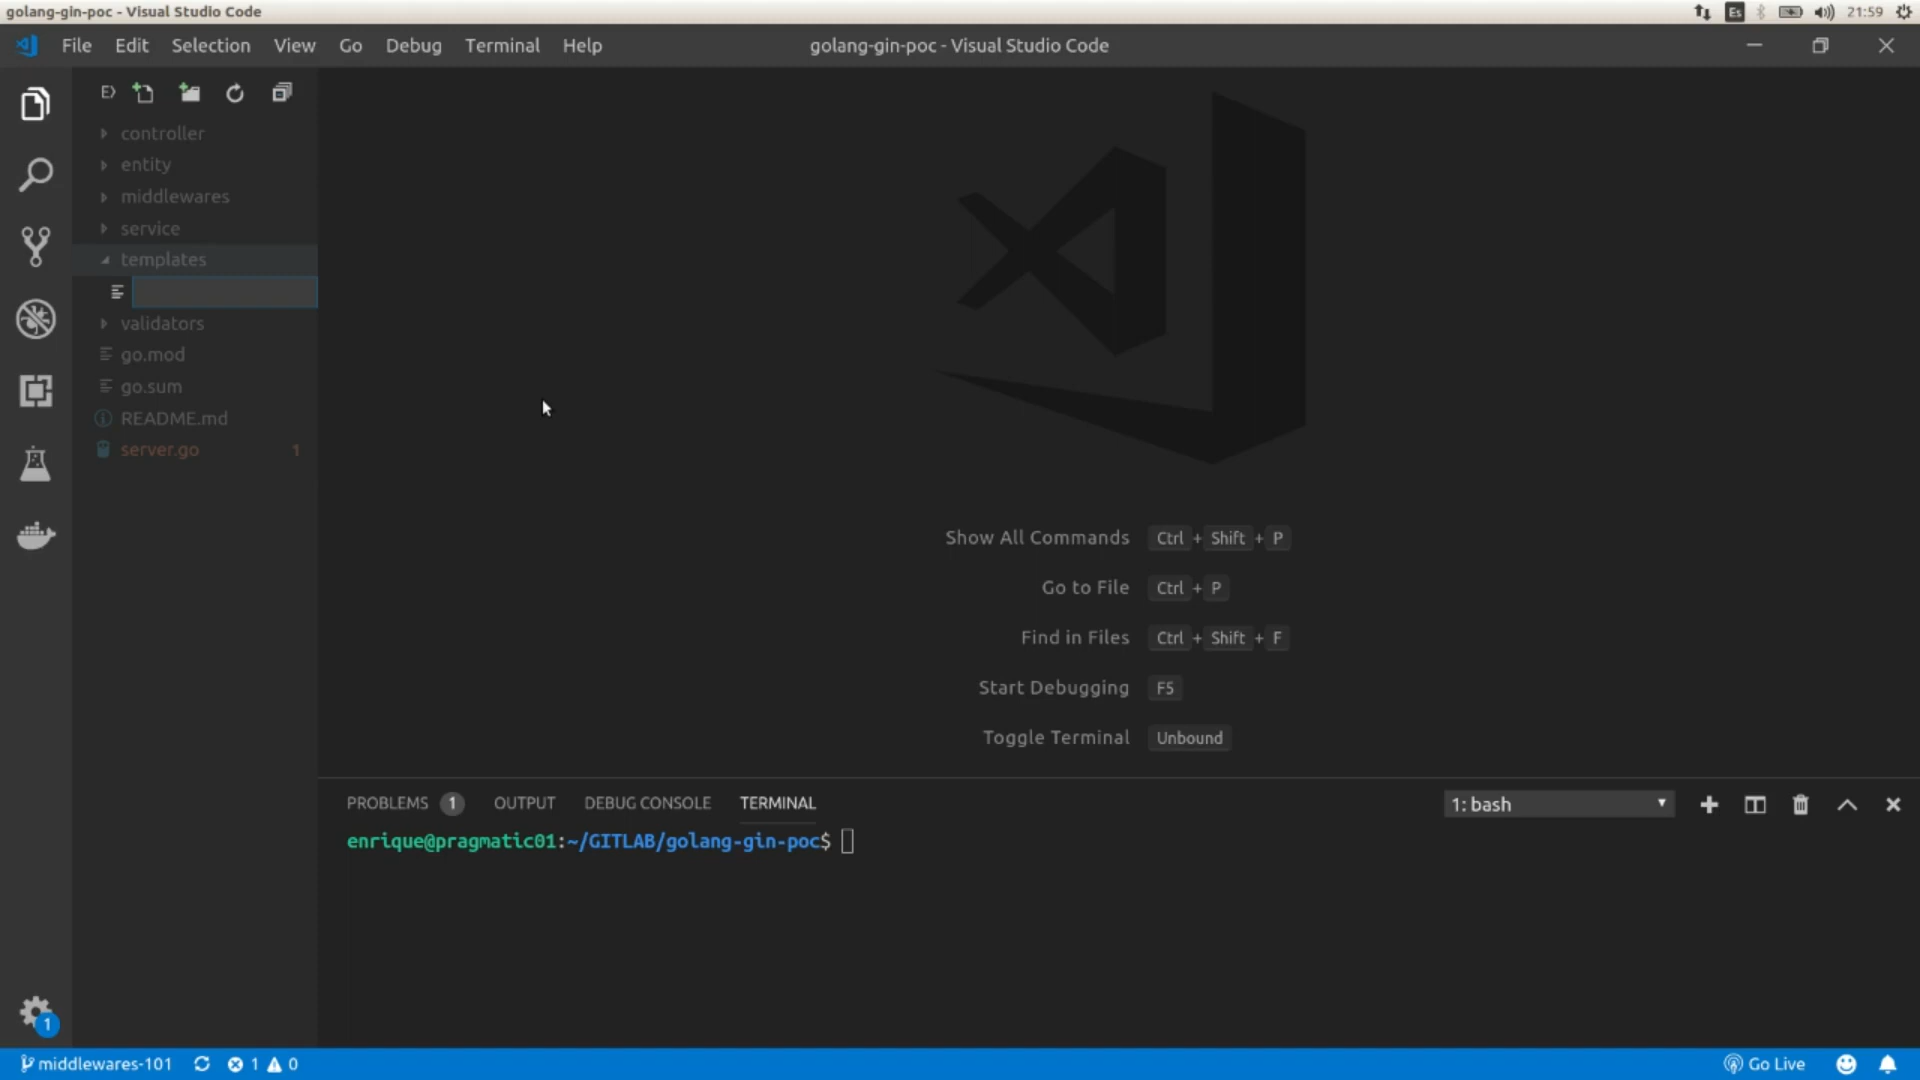 golang-gin-poc - Visual Studio Code
Es
21:59
File Edit Selection View Go Debug Terminal Help
golang-gin-poc - Visual Studio Code
controller
entity
middlewares
service
templates
validators
go.mod
go.sum
README.md
server.go 1
Show All Commands Ctrl + Shift + P
Go to File Ctrl + P
Find in Files Ctrl + Shift + F
Start Debugging F5
Toggle Terminal Unbound
PROBLEMS 1 OUTPUT DEBUG CONSOLE TERMINAL
1: bash
enrique@pragmatic01:~/GITLAB/golang-gin-poc$
1
middlewares-101 1 0
Go Live